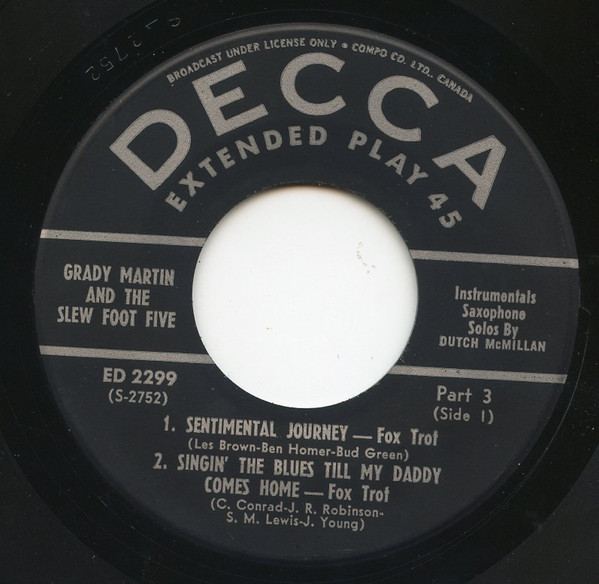 S 2752
BROADCAST UNDER LICENSE ONLY • COMPO CO. LTD., CANADA
DECCA
EXTENDED PLAY 45
GRADY MARTIN
AND THE
SLEW FOOT FIVE
Instrumentals
Saxophone
Solos By
DUTCH McMILLAN
ED 2299
(S-2752)
Part 3
(Side 1)
1. SENTIMENTAL JOURNEY — Fox Trot
(Les Brown-Ben Homer-Bud Green)
2. SINGIN' THE BLUES TILL MY DADDY
COMES HOME — Fox Trot
(C. Conrad-J. R. Robinson-
S. M. Lewis-J. Young)